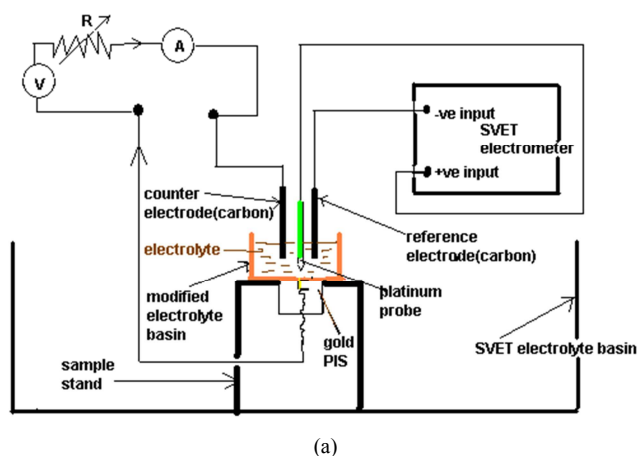 R
A
V
-ve input
SVET
electrometer
+ve input
counter
electrode(carbon)
electrolyte
reference
electrode(carbon)
modified
electrolyte
basin
platinum
probe
gold
PIS
SVET electrolyte basin
sample
stand
(a)